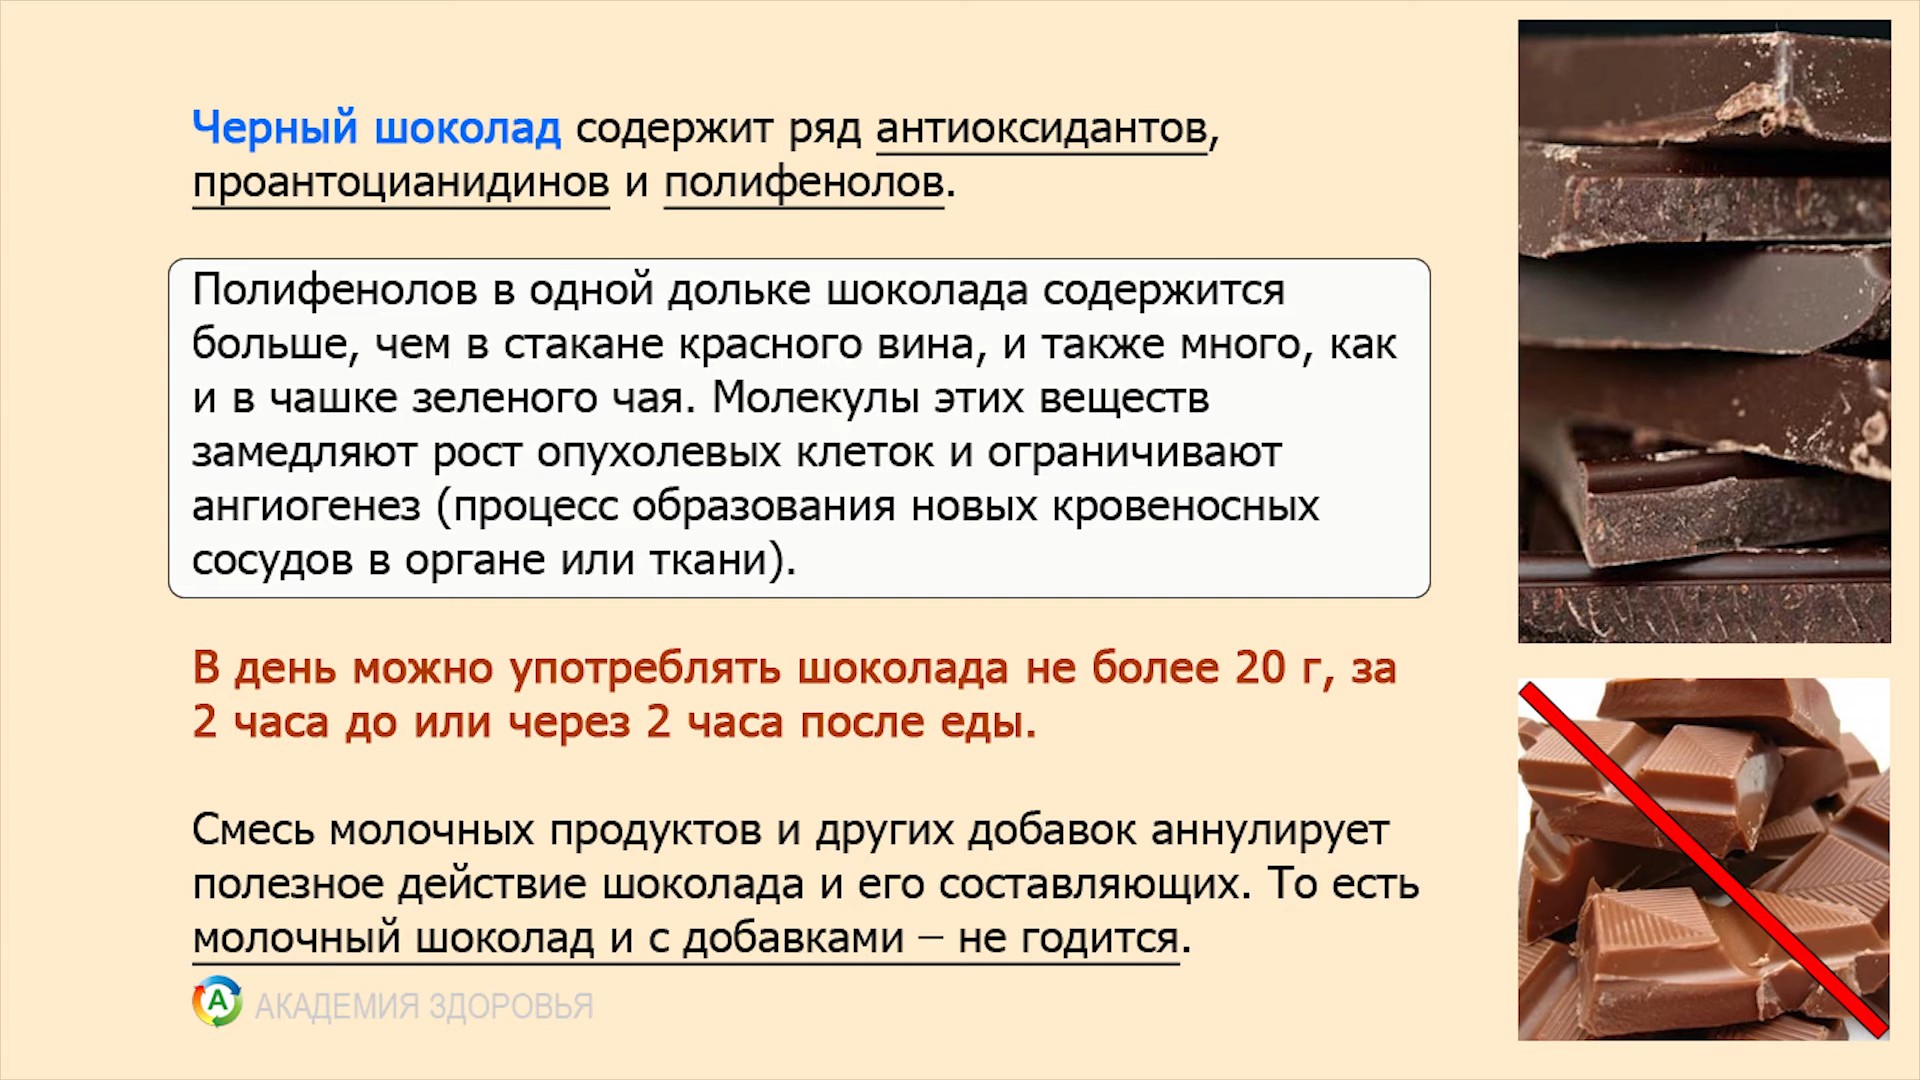 Черный шоколад содержит ряд антиоксидантов,
проантоцианидинов и полифенолов.
Полифенолов в одной дольке шоколада содержится
больше, чем в стакане красного вина, и также много, как
и в чашке зеленого чая. Молекулы этих веществ
замедляют рост опухолевых клеток и ограничивают
ангиогенез (процесс образования новых кровеносных
сосудов в органе или ткани).
В день можно употреблять шоколада не более 20 г, за
2 часа до или через 2 часа после еды.
Смесь молочных продуктов и других добавок аннулирует
полезное действие шоколада и его составляющих. То есть
молочный шоколад и с добавками – не годится.
А АКАДЕМИЯ ЗДОРОВЬЯ